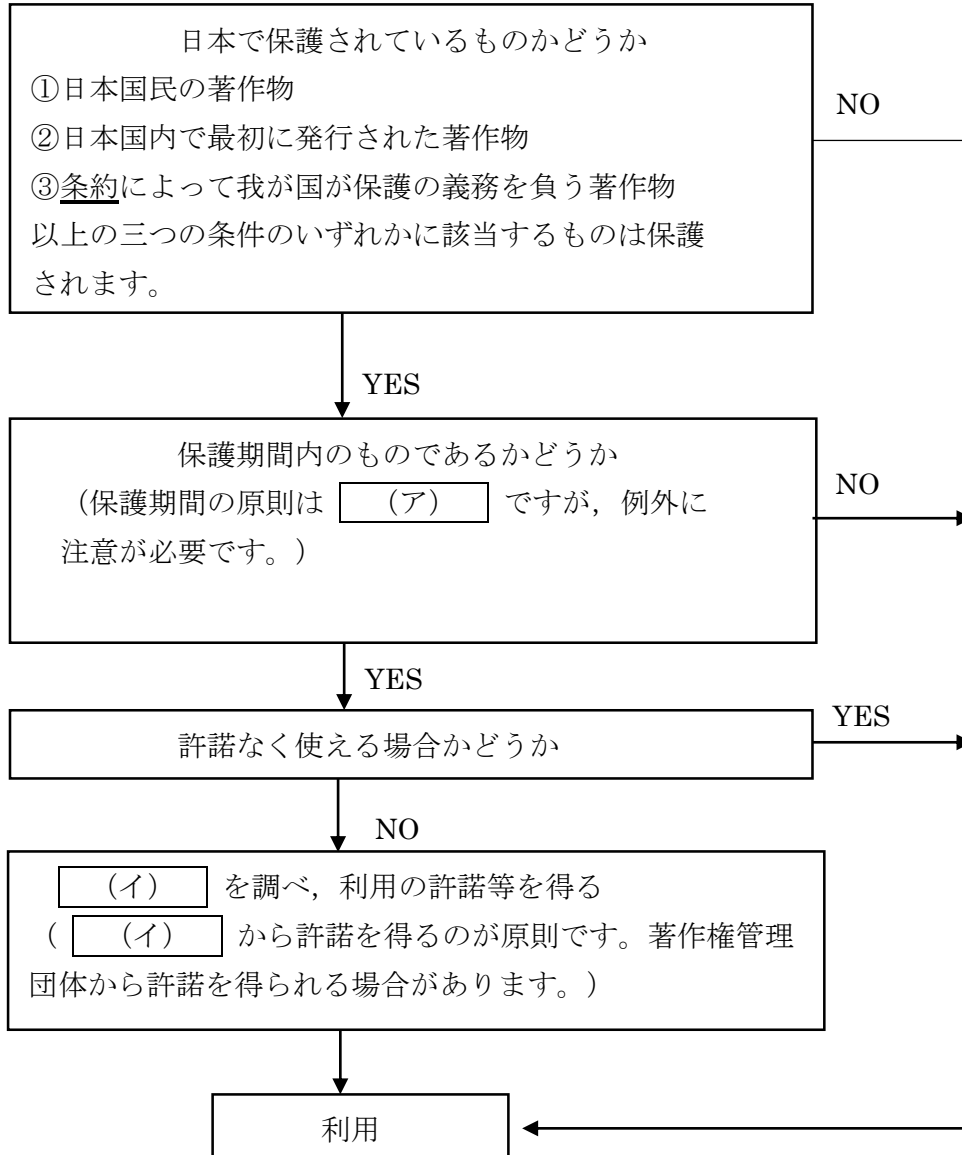 日本で保護されているものかどうか
①日本国民の著作物
②日本国内で最初に発行された著作物
③条約によって我が国が保護の義務を負う著作物
以上の三つの条件のいずれかに該当するものは保護
されます。
NO
YES
保護期間内のものであるかどうか
(保護期間の原則は (ア) ですが，例外に
注意が必要です。)
NO
YES
許諾なく使える場合かどうか
YES
NO
(イ) を調べ，利用の許諾等を得る
( (イ) から許諾を得るのが原則です。著作権管理
団体から許諾を得られる場合があります。)
利用